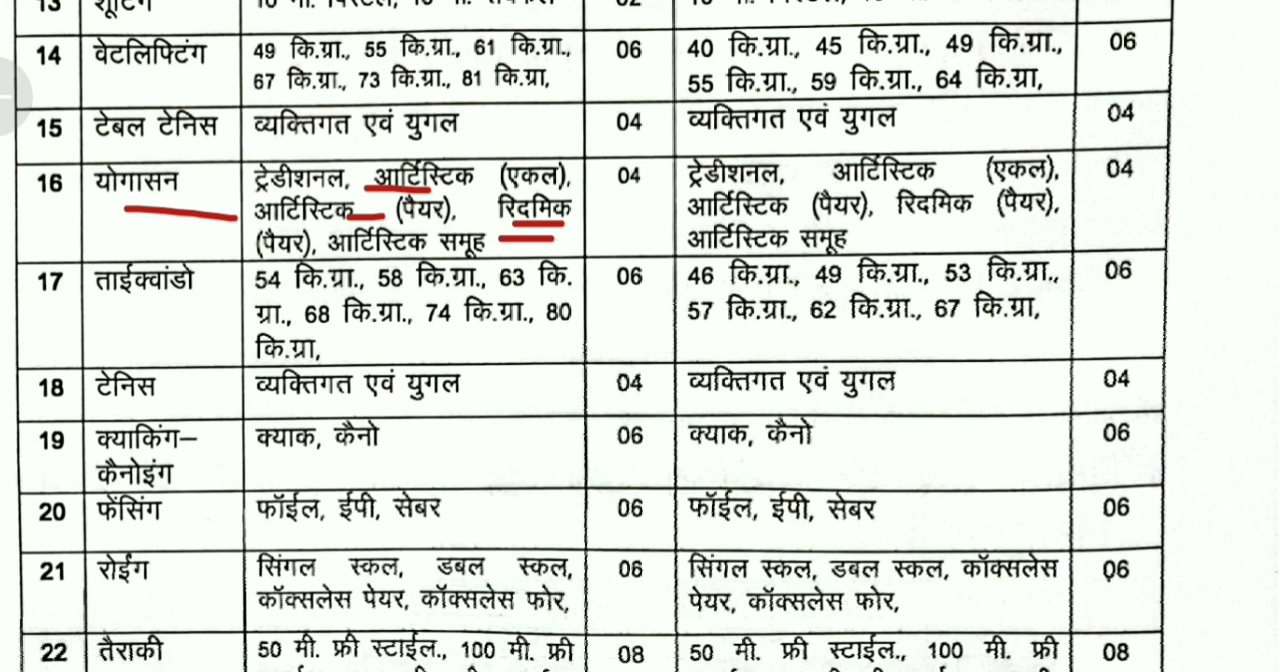 13 शूटिंग
14 वेटलिफ्टिंग 49 कि.ग्रा., 55 कि.ग्रा., 61 कि.ग्रा., 06 40 कि.ग्रा., 45 कि.ग्रा., 49 कि.ग्रा., 06
67 कि.ग्रा., 73 कि.ग्रा., 81 कि.ग्रा, 55 कि.ग्रा., 59 कि.ग्रा., 64 कि.ग्रा,
15 टेबल टेनिस व्यक्तिगत एवं युगल 04 व्यक्तिगत एवं युगल 04
16 योगासन ट्रेडीशनल, आर्टिस्टिक (एकल), 04 ट्रेडीशनल, आर्टिस्टिक (एकल), 04
आर्टिस्टिक (पैयर), रिदमिक आर्टिस्टिक (पैयर), रिदमिक (पैयर),
(पैयर), आर्टिस्टिक समूह आर्टिस्टिक समूह
17 ताईक्वांडो 54 कि.ग्रा., 58 कि.ग्रा., 63 कि. 06 46 कि.ग्रा., 49 कि.ग्रा., 53 कि.ग्रा., 06
ग्रा., 68 कि.ग्रा., 74 कि.ग्रा., 80 57 कि.ग्रा., 62 कि.ग्रा., 67 कि.ग्रा,
कि.ग्रा,
18 टेनिस व्यक्तिगत एवं युगल 04 व्यक्तिगत एवं युगल 04
19 क्याकिंग– क्याक, कैनो 06 क्याक, कैनो 06
कैनोइंग
20 फेंसिंग फॉईल, ईपी, सेबर 06 फॉईल, ईपी, सेबर 06
21 रोईंग सिंगल स्कल, डबल स्कल, 06 सिंगल स्कल, डबल स्कल, कॉक्सलेस 06
कॉक्सलेस पेयर, कॉक्सलेस फोर, पेयर, कॉक्सलेस फोर,
22 तैराकी 50 मी. फ्री स्टाईल., 100 मी. फ्री 08 50 मी. फ्री स्टाईल., 100 मी. फ्री 08